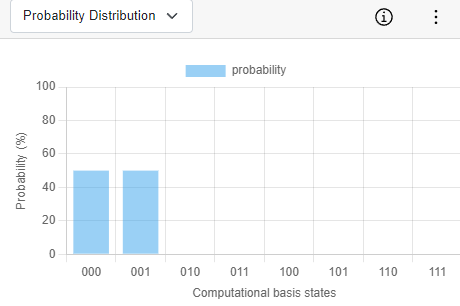 Probability Distribution
probability
100
80
60
40
20
0
Probability (%)
000 001 010 011 100 101 110 111
Computational basis states